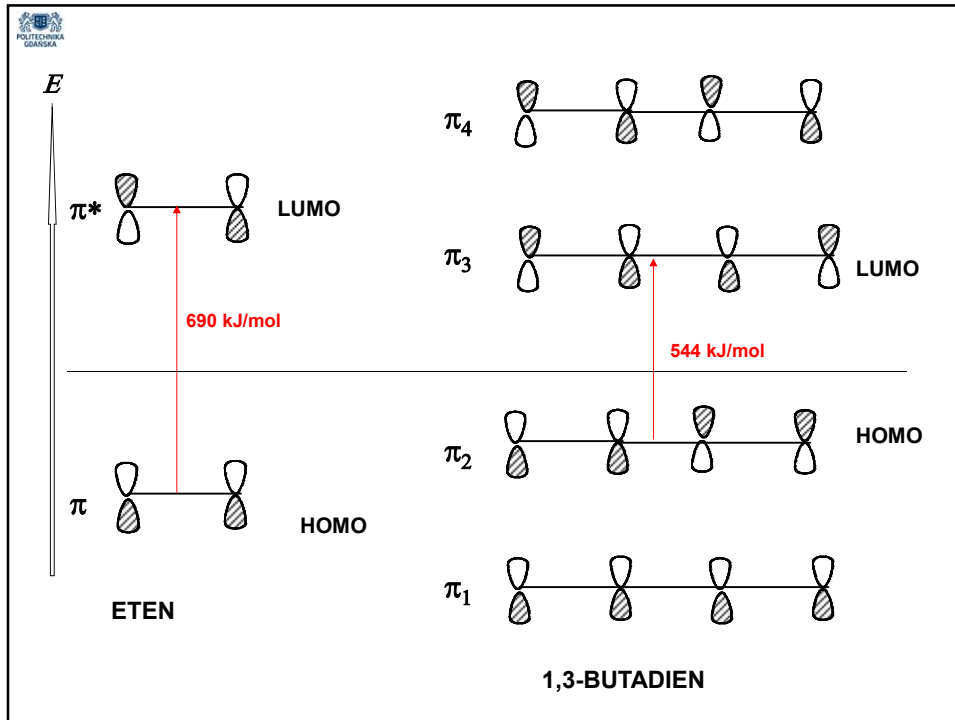 POLITECHNIKA
GDAŃSKA
E
π*
LUMO
690 kJ/mol
π
HOMO
ETEN
π4
π3
LUMO
544 kJ/mol
π2
HOMO
π1
1,3-BUTADIEN